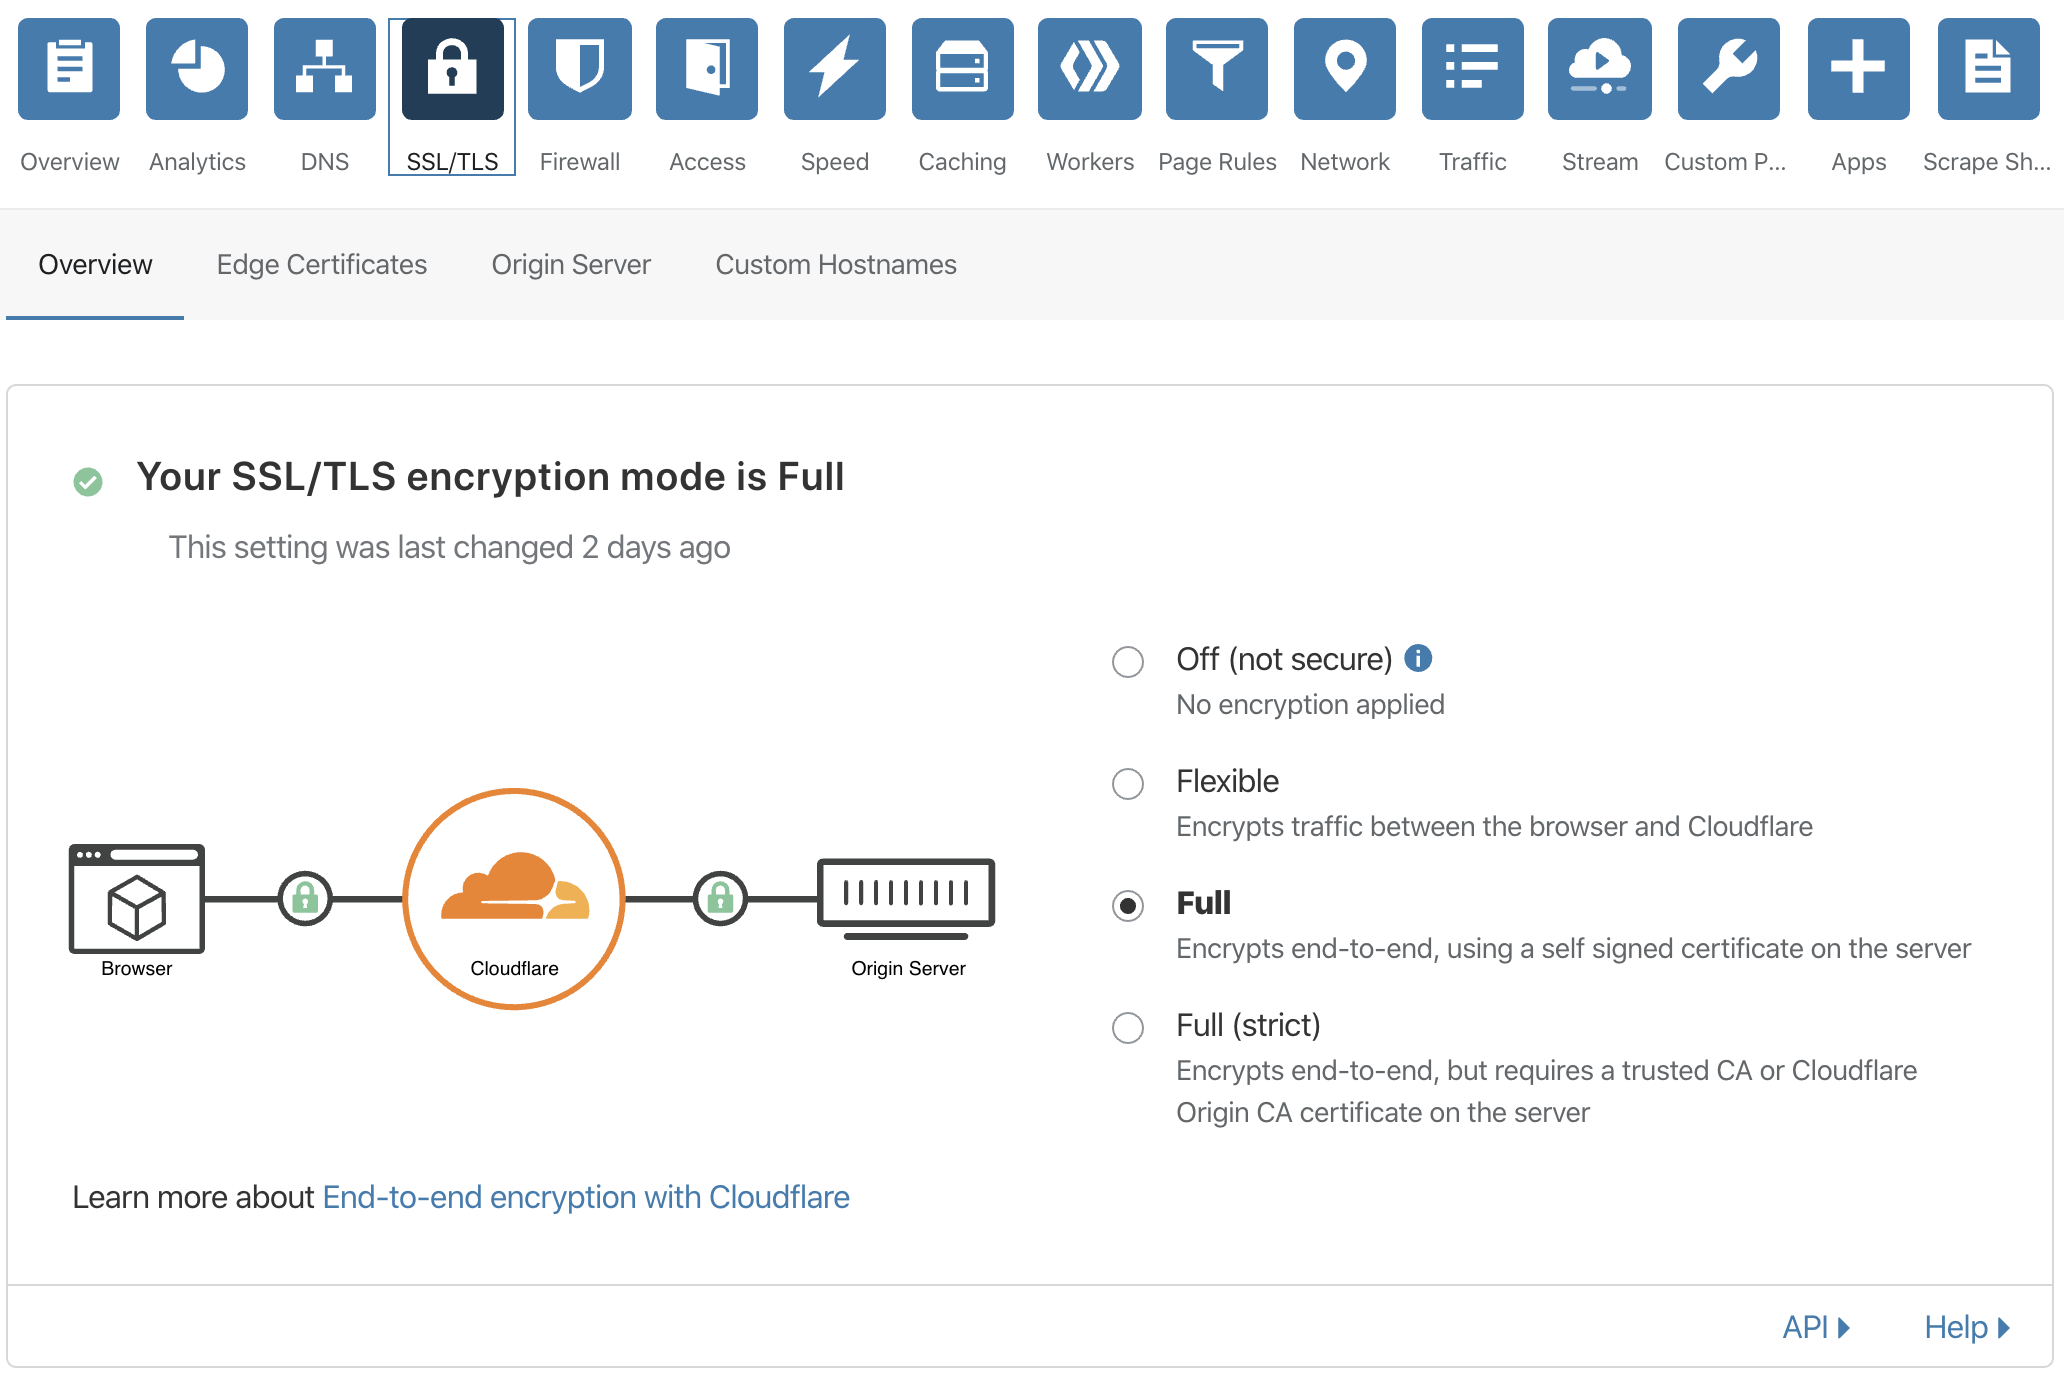 Overview Analytics DNS SSL/TLS Firewall Access Speed Caching Workers Page Rules Network Traffic Stream Custom P... Apps Scrape Sh...
Overview Edge Certificates Origin Server Custom Hostnames
Your SSL/TLS encryption mode is Full
This setting was last changed 2 days ago
Browser Cloudflare Origin Server
Off (not secure)
No encryption applied
Flexible
Encrypts traffic between the browser and Cloudflare
Full
Encrypts end-to-end, using a self signed certificate on the server
Full (strict)
Encrypts end-to-end, but requires a trusted CA or Cloudflare
Origin CA certificate on the server
Learn more about End-to-end encryption with Cloudflare
API Help